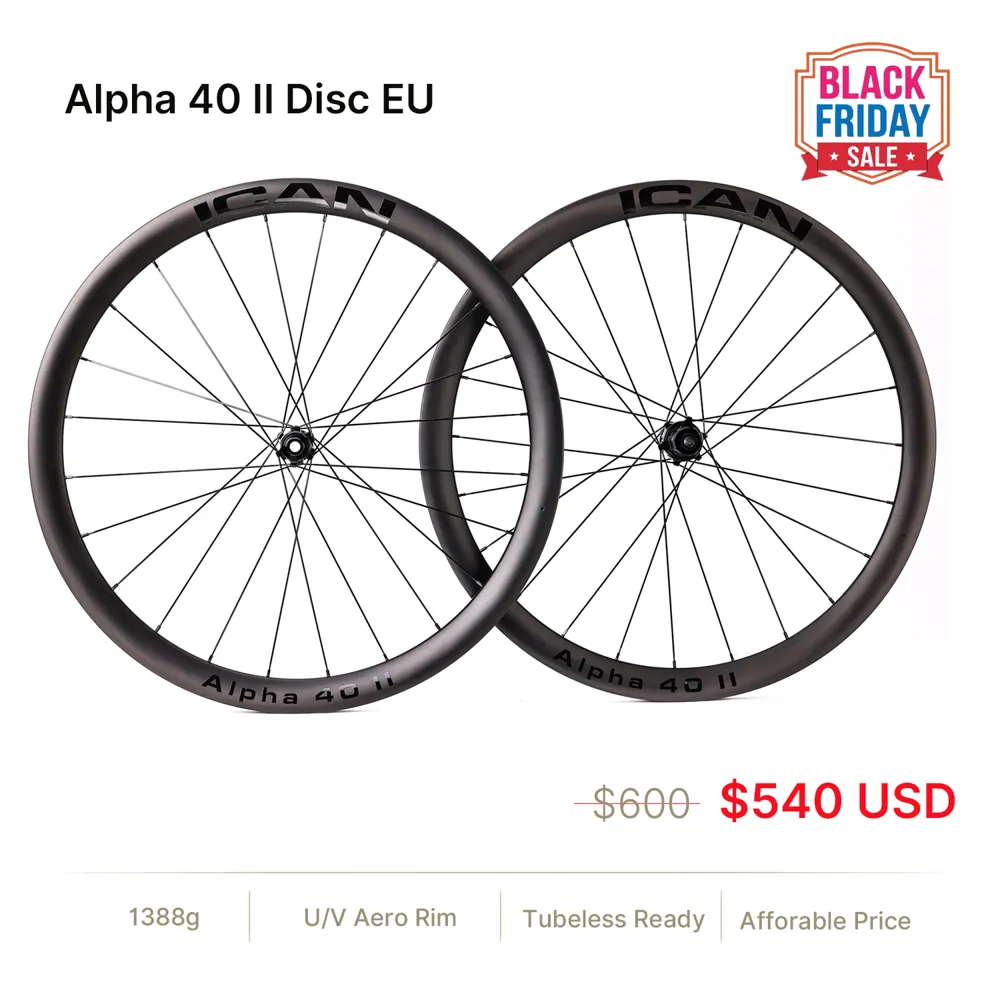 Alpha 40 II Disc EU
BLACK
FRIDAY
SALE
ICAN
ICAN
Alpha 40 II
Alpha 40 II
$600 $540 USD
1388g
U/V Aero Rim
Tubeless Ready
Afforable Price